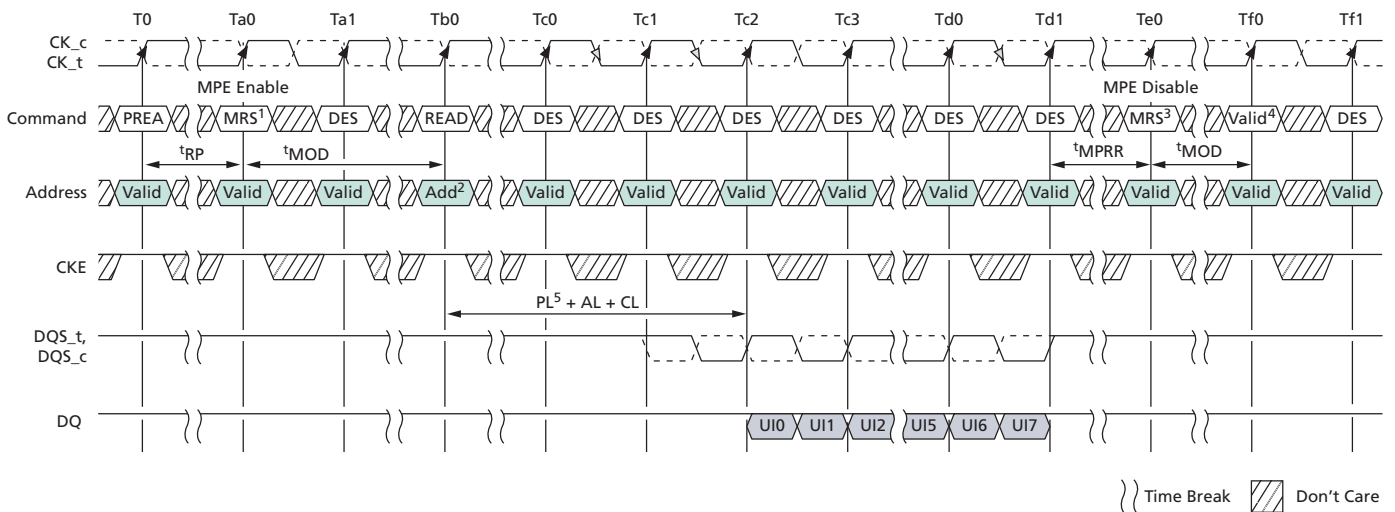 T0 Ta0 Ta1 Tb0 Tc0 Tc1 Tc2 Tc3 Td0 Td1 Te0 Tf0 Tf1
CK_c
CK_t
MPE Enable MPE Disable
Command PREA MRS¹ DES READ DES DES DES DES DES DES MRS³ Valid⁴ DES
tRP tMOD tMPRR tMOD
Address Valid Valid Valid Add² Valid Valid Valid Valid Valid Valid Valid Valid Valid
CKE
PL⁵ + AL + CL
DQS_t,
DQS_c
DQ UI0 UI1 UI2 UI5 UI6 UI7
Time Break Don't Care